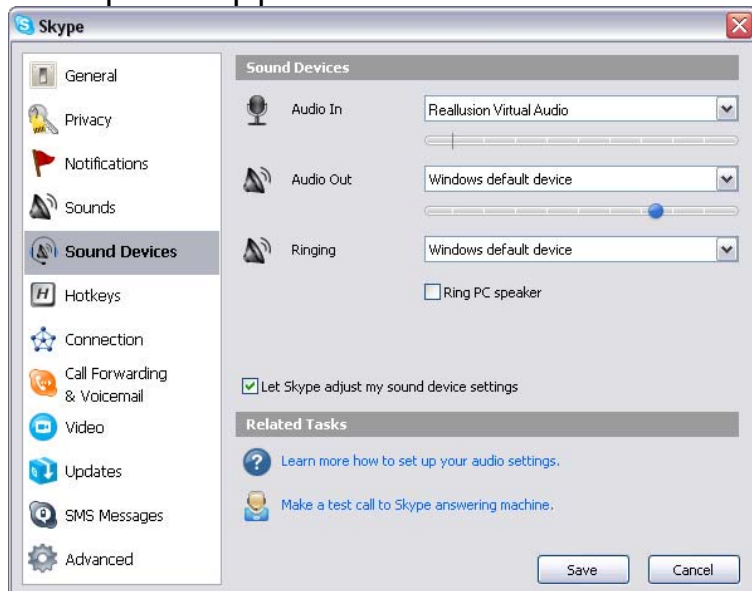 Skype
General
Privacy
Notifications
Sounds
Sound Devices
Hotkeys
Connection
Call Forwarding
& Voicemail
Video
Updates
SMS Messages
Advanced
Sound Devices
Audio In
Reallusion Virtual Audio
Audio Out
Windows default device
Ringing
Windows default device
Ring PC speaker
Let Skype adjust my sound device settings
Related Tasks
Learn more how to set up your audio settings.
Make a test call to Skype answering machine.
Save
Cancel